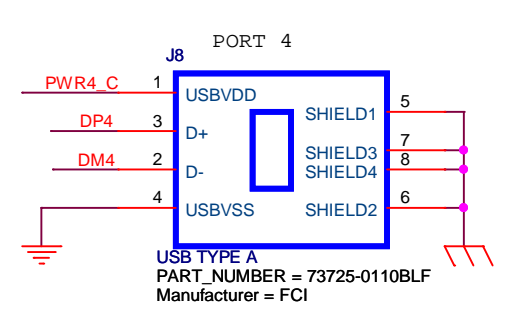 PORT 4
J8
PWR4_C 1 USBVDD SHIELD1 5
DP4 3 D+ SHIELD3 7
DM4 2 D- SHIELD4 8
4 USBVSS SHIELD2 6
USB TYPE A
PART_NUMBER = 73725-0110BLF
Manufacturer = FCI